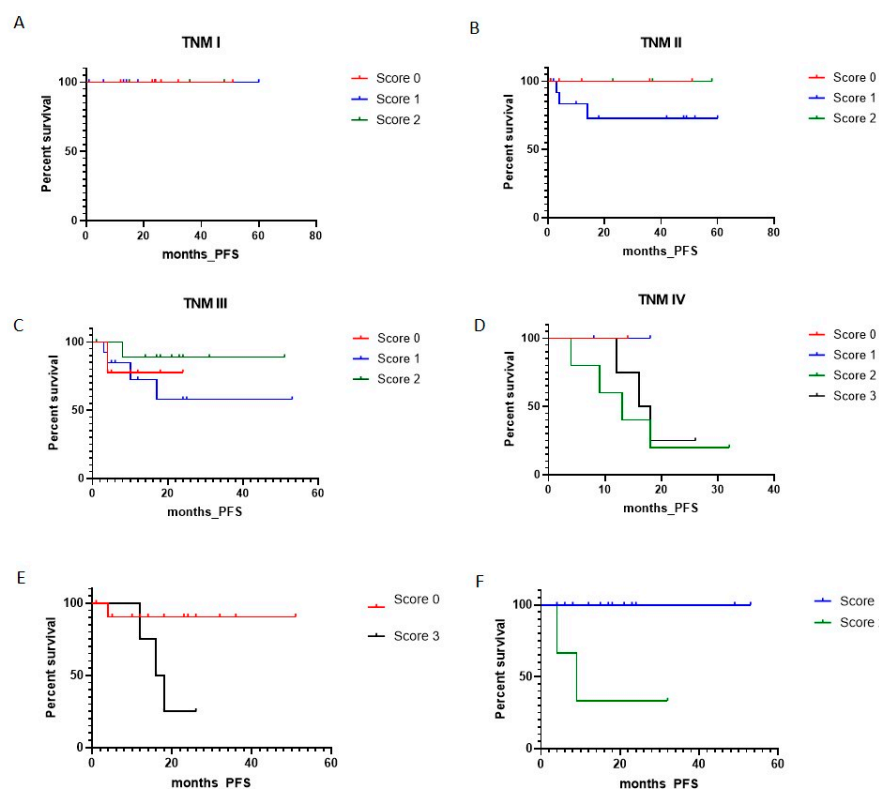 A
TNM I
Percent survival
100
50
0
0 20 40 60 80
months_PFS
Score 0
Score 1
Score 2
B
TNM II
Percent survival
100
50
0
0 20 40 60 80
months_PFS
Score 0
Score 1
Score 2
C
TNM III
Percent survival
100
50
0
0 20 40 60
months_PFS
Score 0
Score 1
Score 2
D
TNM IV
Percent survival
100
50
0
0 10 20 30 40
months_PFS
Score 0
Score 1
Score 2
Score 3
E
Percent survival
100
50
0
0 20 40 60
months_PFS
Score 0
Score 3
F
Percent survival
100
50
0
0 20 40 60
months_PFS
Score
Score